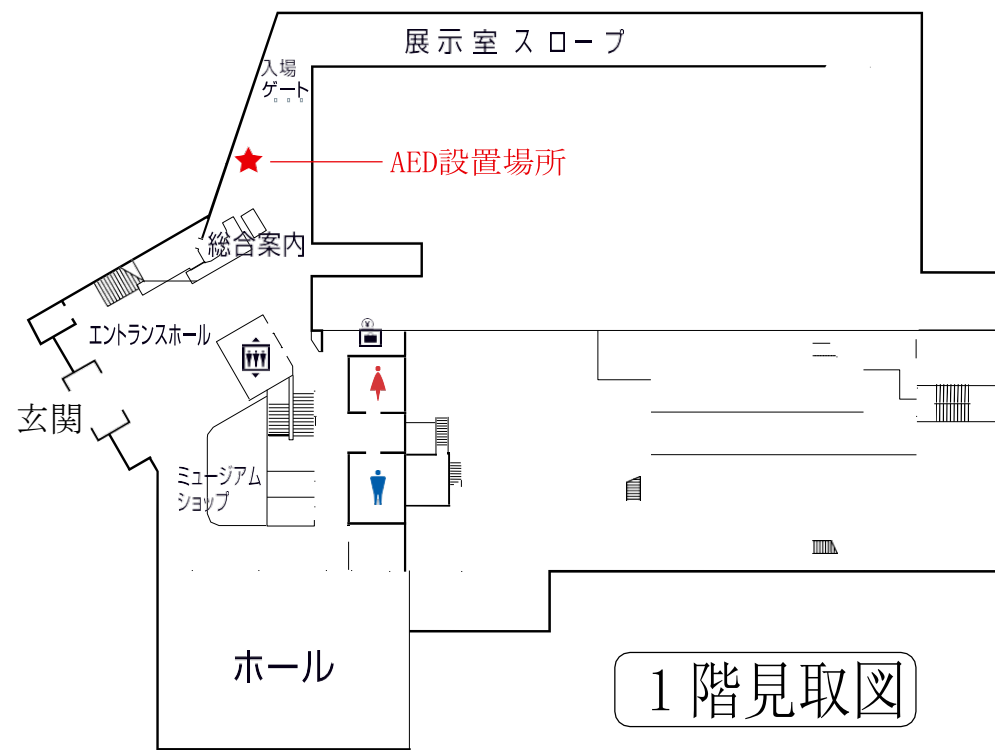 展示室スロープ
入場
ゲート
AED設置場所
総合案内
エントランスホール
¥
玄関
ミュージアム
ショップ
ホール
1階見取図